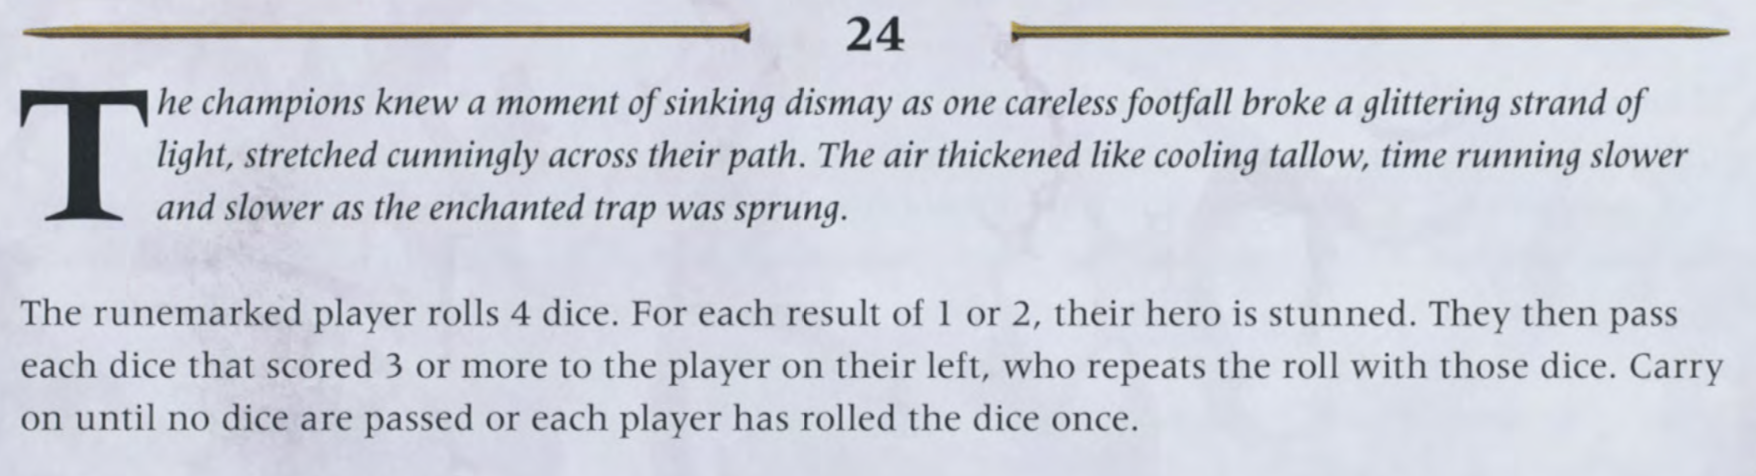 24
The champions knew a moment of sinking dismay as one careless footfall broke a glittering strand of
light, stretched cunningly across their path. The air thickened like cooling tallow, time running slower
and slower as the enchanted trap was sprung.
The runemarked player rolls 4 dice. For each result of 1 or 2, their hero is stunned. They then pass
each dice that scored 3 or more to the player on their left, who repeats the roll with those dice. Carry
on until no dice are passed or each player has rolled the dice once.